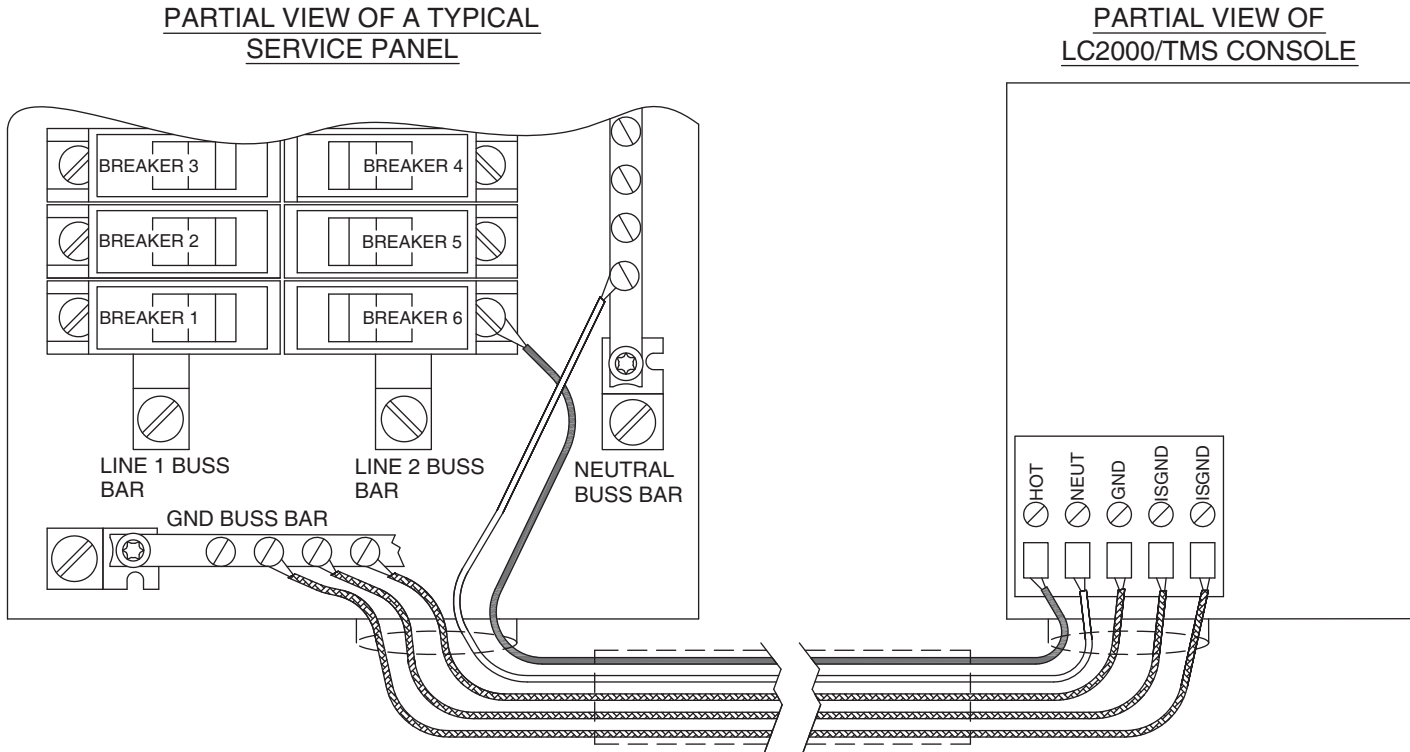 PARTIAL VIEW OF A TYPICAL
SERVICE PANEL
PARTIAL VIEW OF
LC2000/TMS CONSOLE
BREAKER 3
BREAKER 4
BREAKER 2
BREAKER 5
BREAKER 1
BREAKER 6
LINE 1 BUSS
BAR
LINE 2 BUSS
BAR
NEUTRAL
BUSS BAR
GND BUSS BAR
HOT
NEUT
GND
ISGND
ISGND